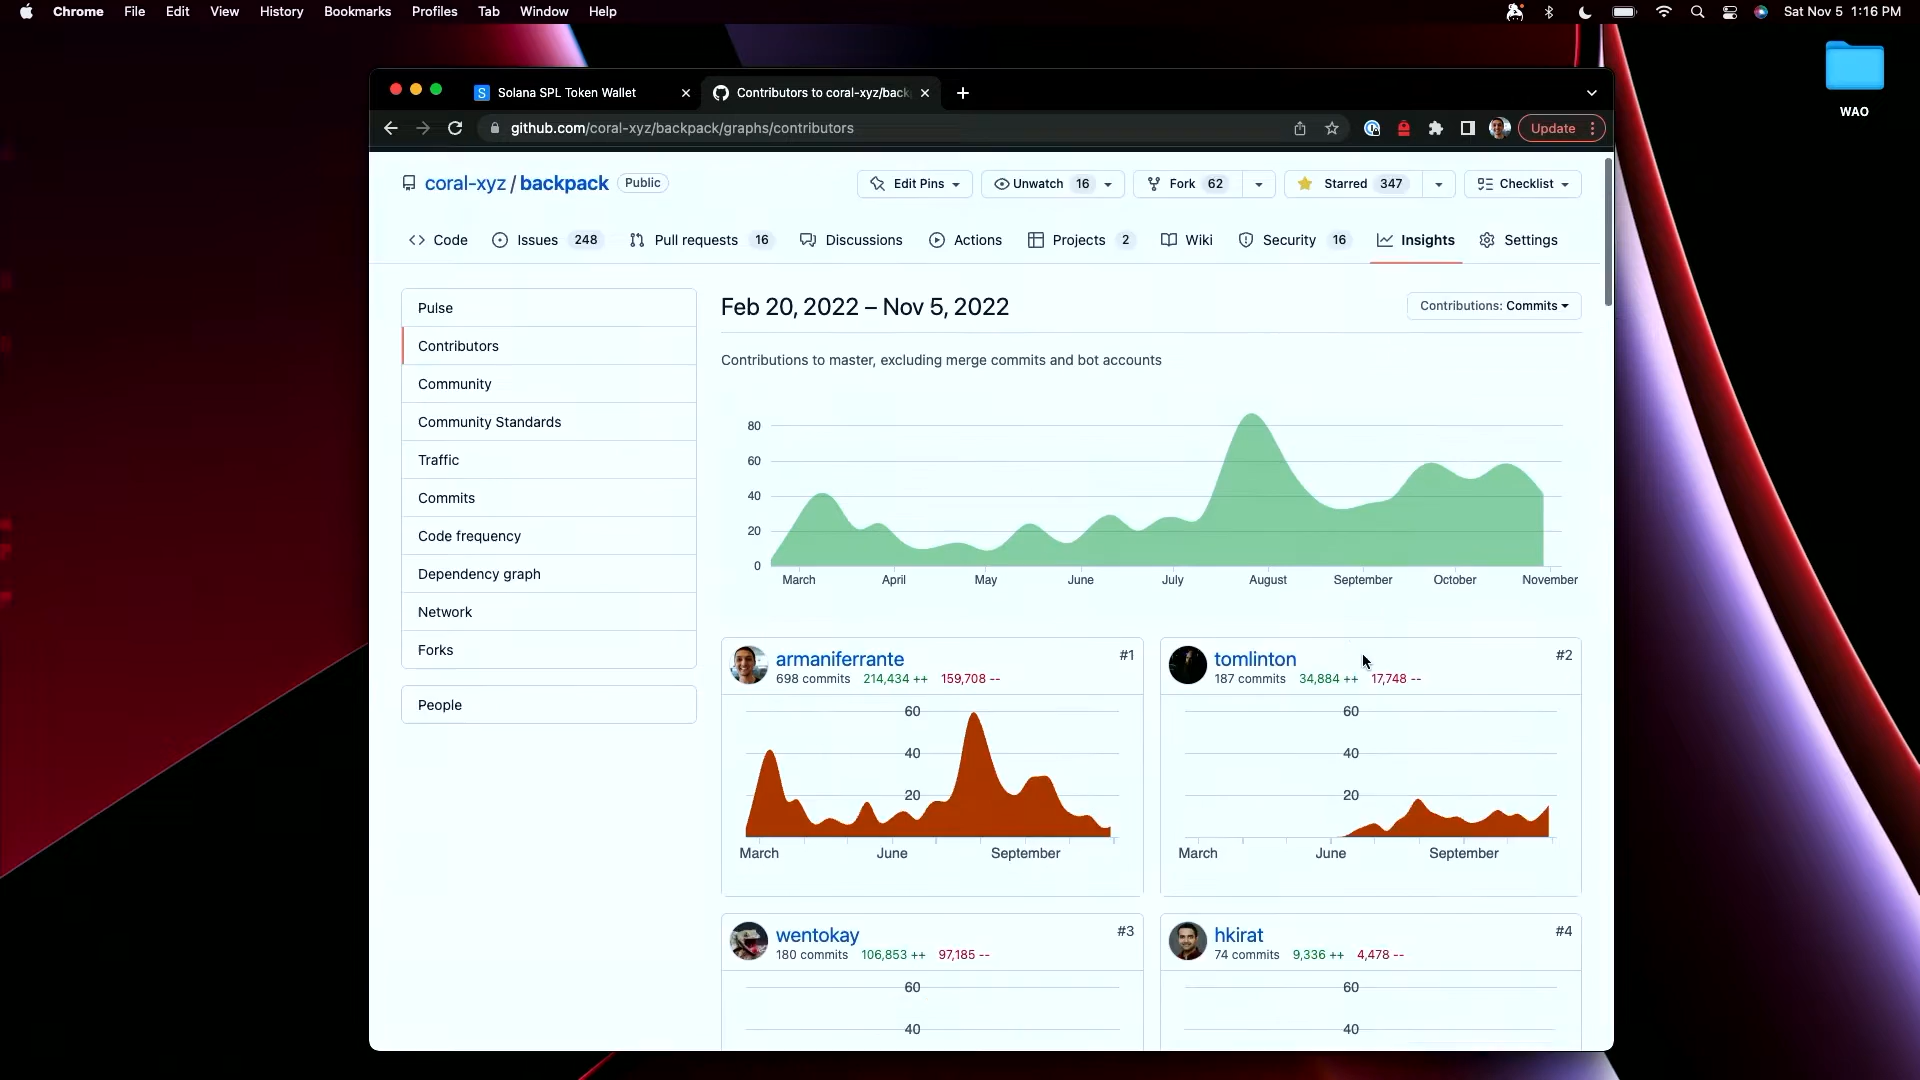 Chrome File Edit View History Bookmarks Profiles Tab Window Help Sat Nov 5 1:16 PM
WAO
Solana SPL Token Wallet
Contributors to coral-xyz/back
github.com/coral-xyz/backpack/graphs/contributors
Update
coral-xyz / backpack Public
Edit Pins Unwatch 16 Fork 62 Starred 347 Checklist
Code Issues 248 Pull requests 16 Discussions Actions Projects 2 Wiki Security 16 Insights Settings
Pulse
Contributors
Community
Community Standards
Traffic
Commits
Code frequency
Dependency graph
Network
Forks
People
Feb 20, 2022 – Nov 5, 2022
Contributions: Commits
Contributions to master, excluding merge commits and bot accounts
80
60
40
20
0
March April May June July August September October November
armaniferrante #1
698 commits 214,434 ++ 159,708 --
60
40
20
March June September
tomlinton #2
187 commits 34,884 ++ 17,748 --
60
40
20
March June September
wentokay #3
180 commits 106,853 ++ 97,185 --
60
40
hkirat #4
74 commits 9,336 ++ 4,478 --
60
40